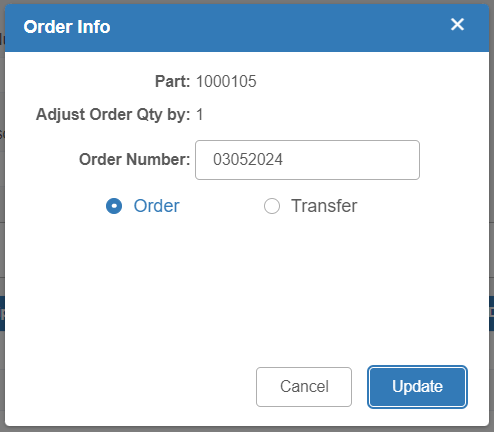 Order Info
Part: 1000105
Adjust Order Qty by: 1
Order Number: 03052024
Order Transfer
Cancel Update